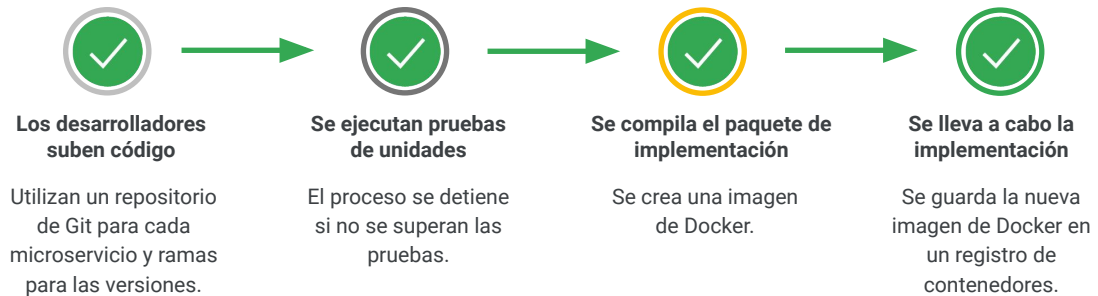 Los desarrolladores
suben código
Utilizan un repositorio
de Git para cada
microservicio y ramas
para las versiones.
Se ejecutan pruebas
de unidades
El proceso se detiene
si no se superan las
pruebas.
Se compila el paquete de
implementación
Se crea una imagen
de Docker.
Se lleva a cabo la
implementación
Se guarda la nueva
imagen de Docker en
un registro de
contenedores.